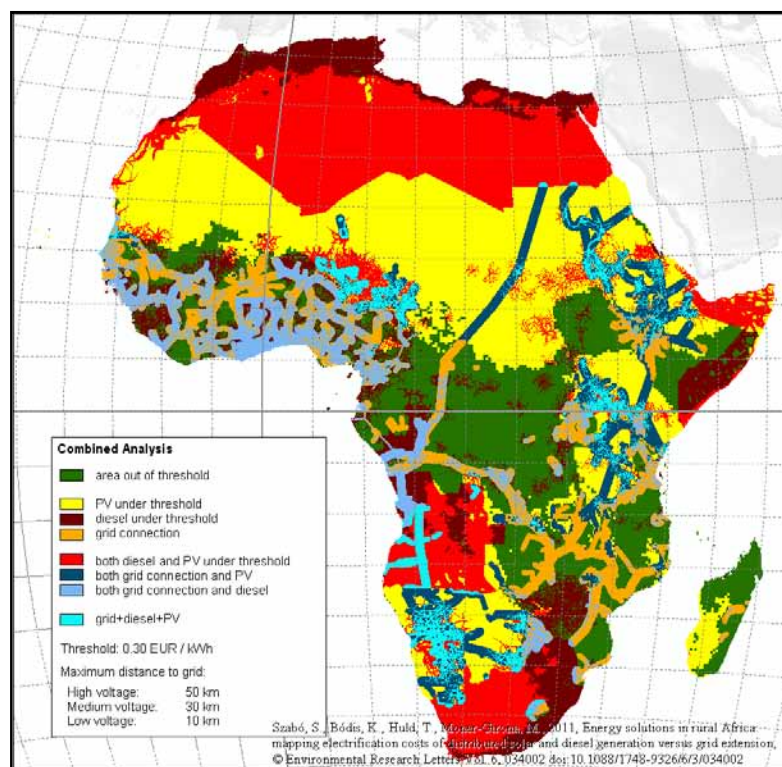 Combined Analysis
area out of threshold
PV under threshold
diesel under threshold
grid connection
both diesel and PV under threshold
both grid connection and PV
both grid connection and diesel
grid+diesel+PV
Threshold: 0.30 EUR / kWh
Maximum distance to grid:
High voltage: 50 km
Medium voltage: 30 km
Low voltage: 10 km
Szabó, S., Bódis, K., Huld, T., Moner-Girona, M., 2011, Energy solutions in rural Africa:
mapping electrification costs of distributed solar and diesel generation versus grid extension,
© Environmental Research Letters, Vol. 6, 034002 doi:10.1088/1748-9326/6/3/034002